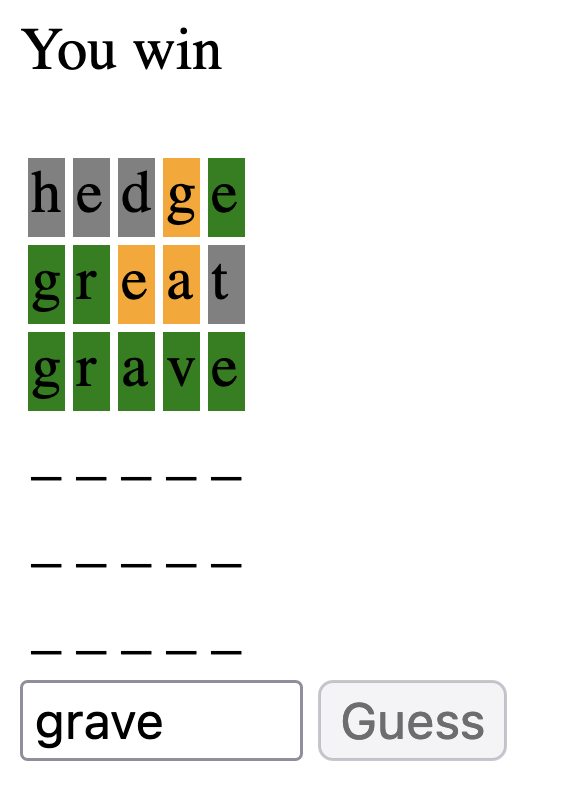 You win
h e d g e
g r e a t
g r a v e
_ _ _ _ _
_ _ _ _ _
_ _ _ _ _
grave Guess